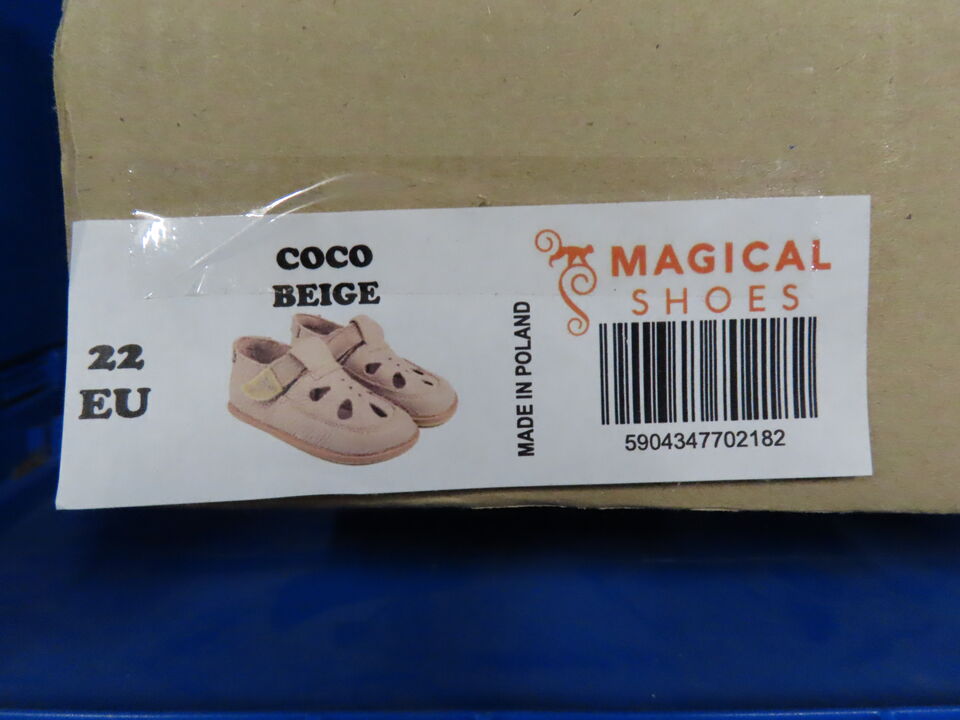 COCO
BEIGE
22
EU
MADE IN POLAND
MAGICAL
SHOES
5904347702182